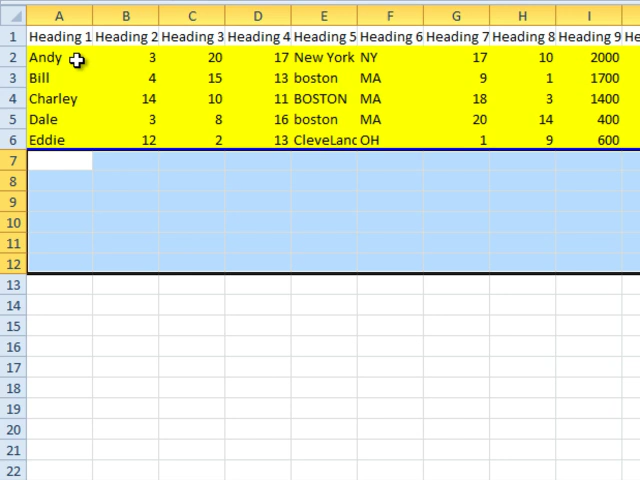 A B C D E F G H I
1 Heading 1 Heading 2 Heading 3 Heading 4 Heading 5 Heading 6 Heading 7 Heading 8 Heading 9 He
2 Andy 3 20 17 New York NY 17 10 2000
3 Bill 4 15 13 boston MA 9 1 1700
4 Charley 14 10 11 BOSTON MA 18 3 1400
5 Dale 3 8 16 boston MA 20 14 400
6 Eddie 12 2 13 CleveLanc OH 1 9 600
7
8
9
10
11
12
13
14
15
16
17
18
19
20
21
22